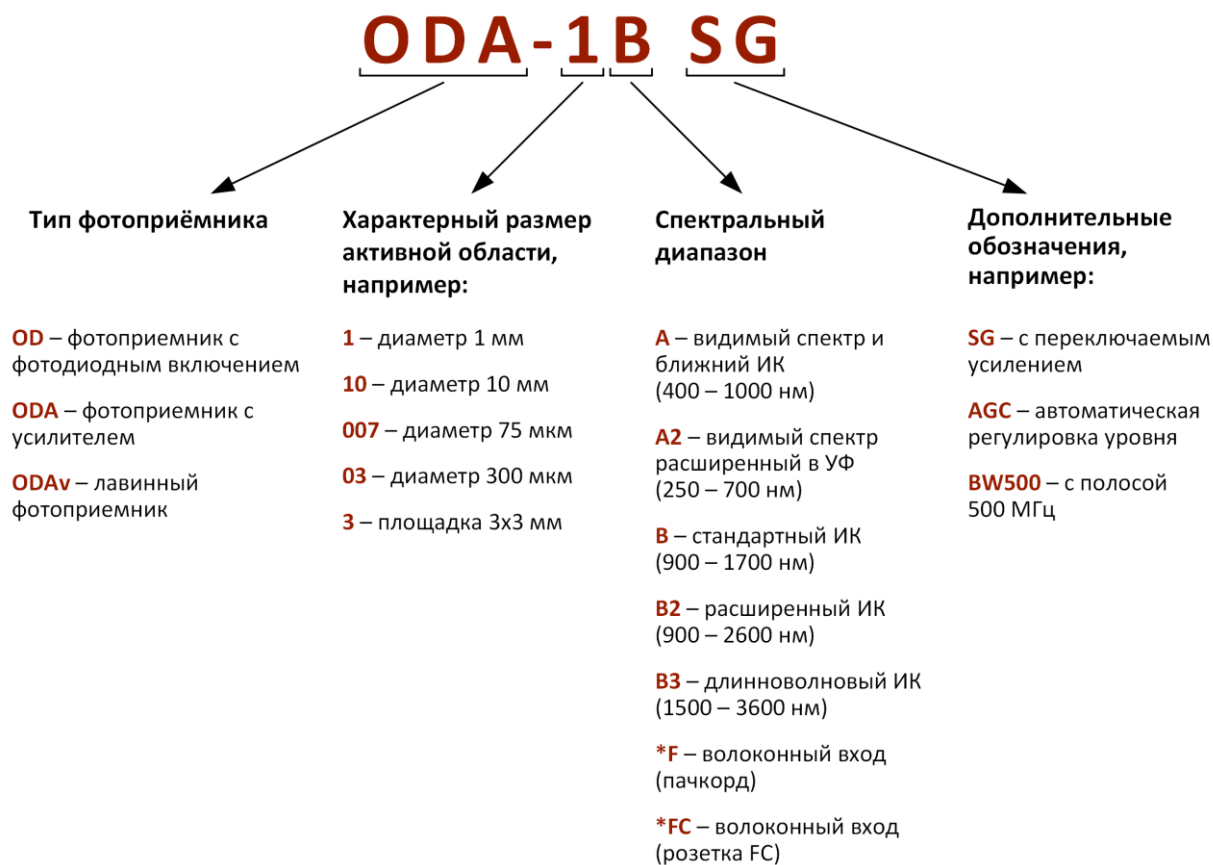 ODA-1B SG
Тип фотоприёмника
OD – фотоприемник с
фотодиодным включением
ODA – фотоприемник с
усилителем
ODAv – лавинный
фотоприемник
Характерный размер
активной области,
например:
1 – диаметр 1 мм
10 – диаметр 10 мм
007 – диаметр 75 мкм
03 – диаметр 300 мкм
3 – площадка 3х3 мм
Спектральный
диапазон
A – видимый спектр и
ближний ИК
(400 – 1000 нм)
A2 – видимый спектр
расширенный в УФ
(250 – 700 нм)
B – стандартный ИК
(900 – 1700 нм)
B2 – расширенный ИК
(900 – 2600 нм)
B3 – длинноволновый ИК
(1500 – 3600 нм)
*F – волоконный вход
(пачкорд)
*FC – волоконный вход
(розетка FC)
Дополнительные
обозначения,
например:
SG – с переключаемым
усилением
AGC – автоматическая
регулировка уровня
BW500 – с полосой
500 МГц